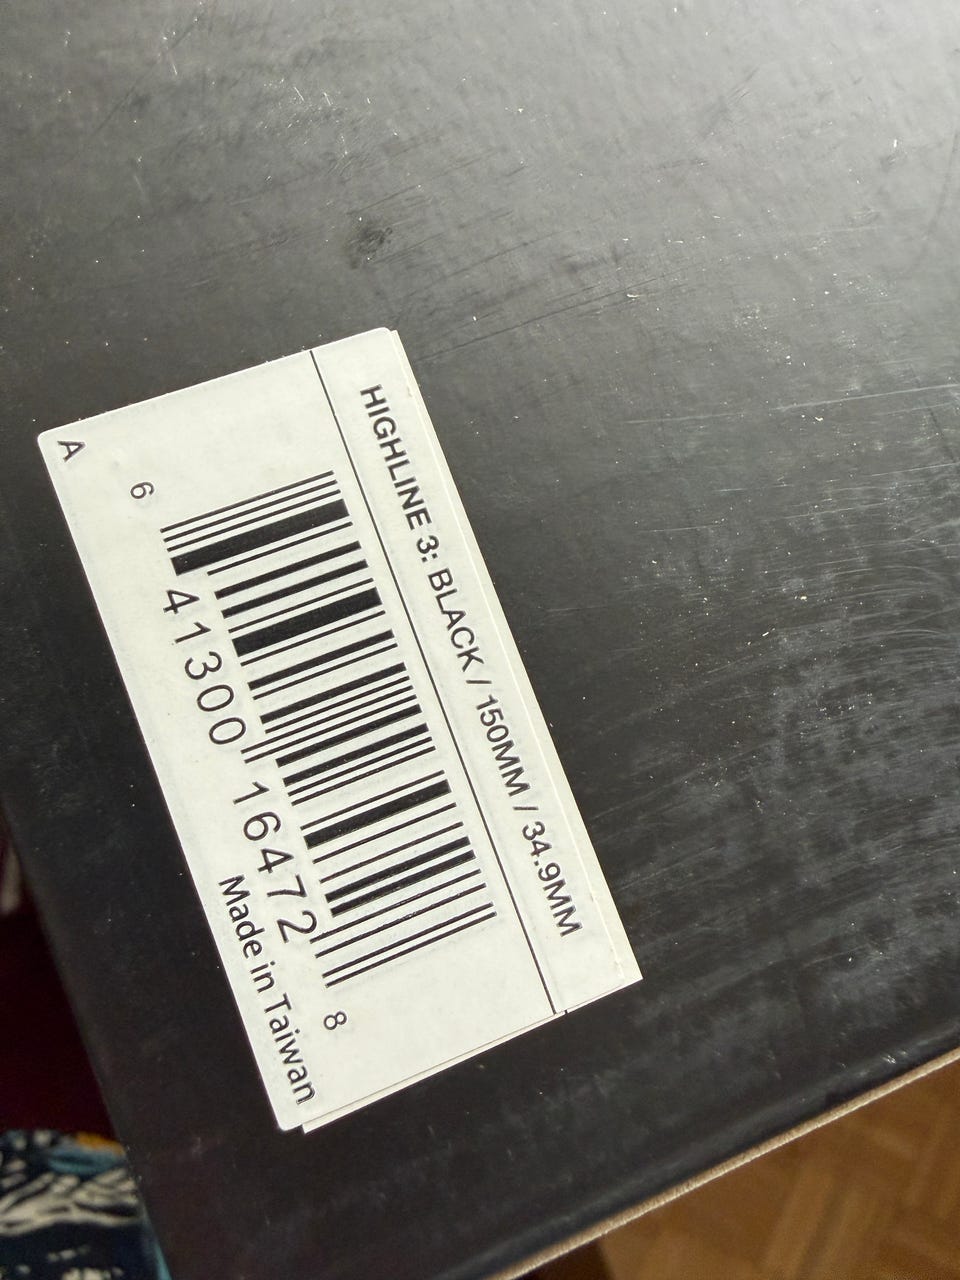 HIGHLINE 3: BLACK / 150MM / 34.9MM
6 41300 16472 8
A Made in Taiwan